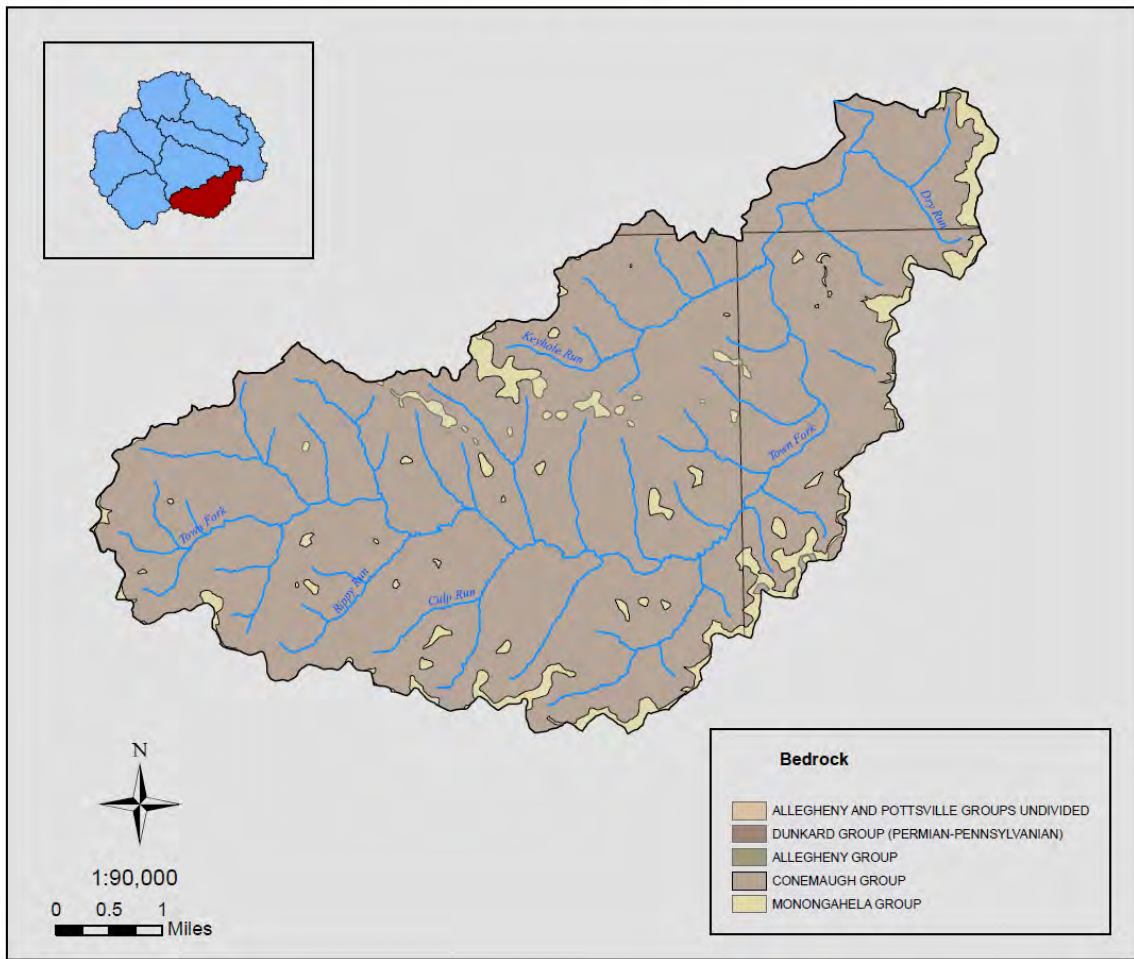 Dry Run
Keyhole Run
Town Fork
Town Fork
Rippy Run
Culp Run
N
1:90,000
0 0.5 1
Miles
Bedrock
ALLEGHENY AND POTTSVILLE GROUPS UNDIVIDED
DUNKARD GROUP (PERMIAN-PENNSYLVANIAN)
ALLEGHENY GROUP
CONEMAUGH GROUP
MONONGAHELA GROUP